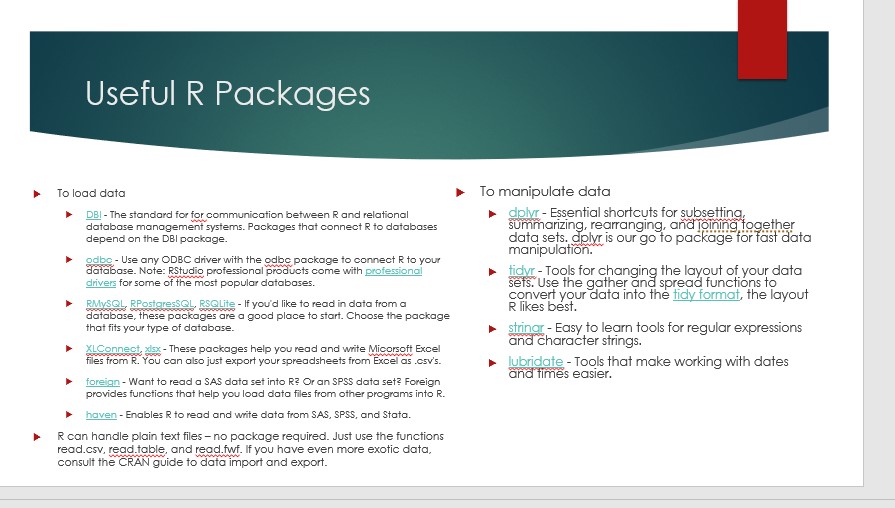 Useful R Packages
To load data
DBI - The standard for for communication between R and relational
database management systems. Packages that connect R to databases
depend on the DBI package.
odbc - Use any ODBC driver with the odbc package to connect R to your
database. Note: RStudio professional products come with professional
drivers for some of the most popular databases.
RMySQL, RPostgresSQL, RSQLite - If you'd like to read in data from a
database, these packages are a good place to start. Choose the package
that fits your type of database.
XLConnect, xlsx - These packages help you read and write Micorsoft Excel
files from R. You can also just export your spreadsheets from Excel as .csv's.
foreign - Want to read a SAS data set into R? Or an SPSS data set? Foreign
provides functions that help you load data files from other programs into R.
haven - Enables R to read and write data from SAS, SPSS, and Stata.
R can handle plain text files – no package required. Just use the functions
read.csv, read.table, and read.fwf. If you have even more exotic data,
consult the CRAN guide to data import and export.
To manipulate data
dplyr - Essential shortcuts for subsetting,
summarizing, rearranging, and joining together
data sets. dplyr is our go to package for fast data
manipulation.
tidyr - Tools for changing the layout of your data
sets. Use the gather and spread functions to
convert your data into the tidy format, the layout
R likes best.
stringr - Easy to learn tools for regular expressions
and character strings.
lubridate - Tools that make working with dates
and times easier.